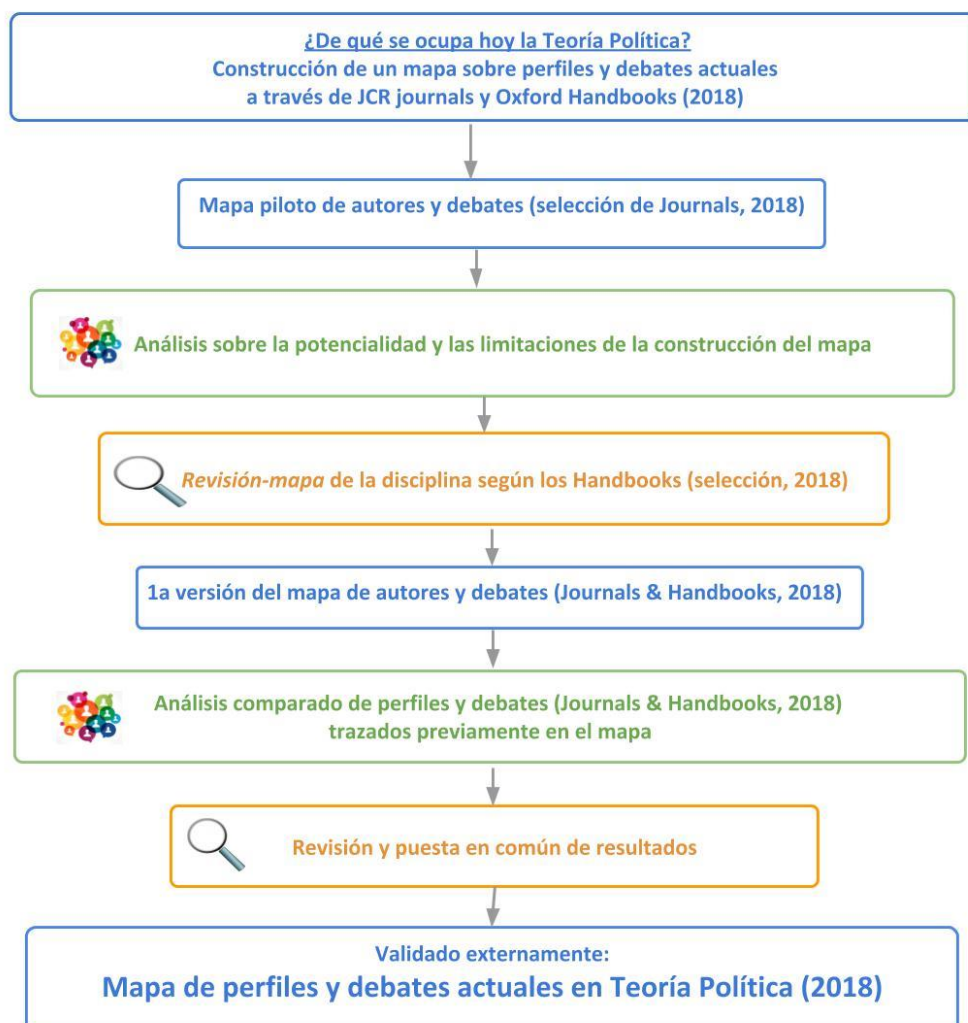 ¿De qué se ocupa hoy la Teoría Política?
Construcción de un mapa sobre perfiles y debates actuales
a través de JCR journals y Oxford Handbooks (2018)
Mapa piloto de autores y debates (selección de Journals, 2018)
Análisis sobre la potencialidad y las limitaciones de la construcción del mapa
Revisión-mapa de la disciplina según los Handbooks (selección, 2018)
1a versión del mapa de autores y debates (Journals & Handbooks, 2018)
Análisis comparado de perfiles y debates (Journals & Handbooks, 2018)
trazados previamente en el mapa
Revisión y puesta en común de resultados
Validado externamente:
Mapa de perfiles y debates actuales en Teoría Política (2018)